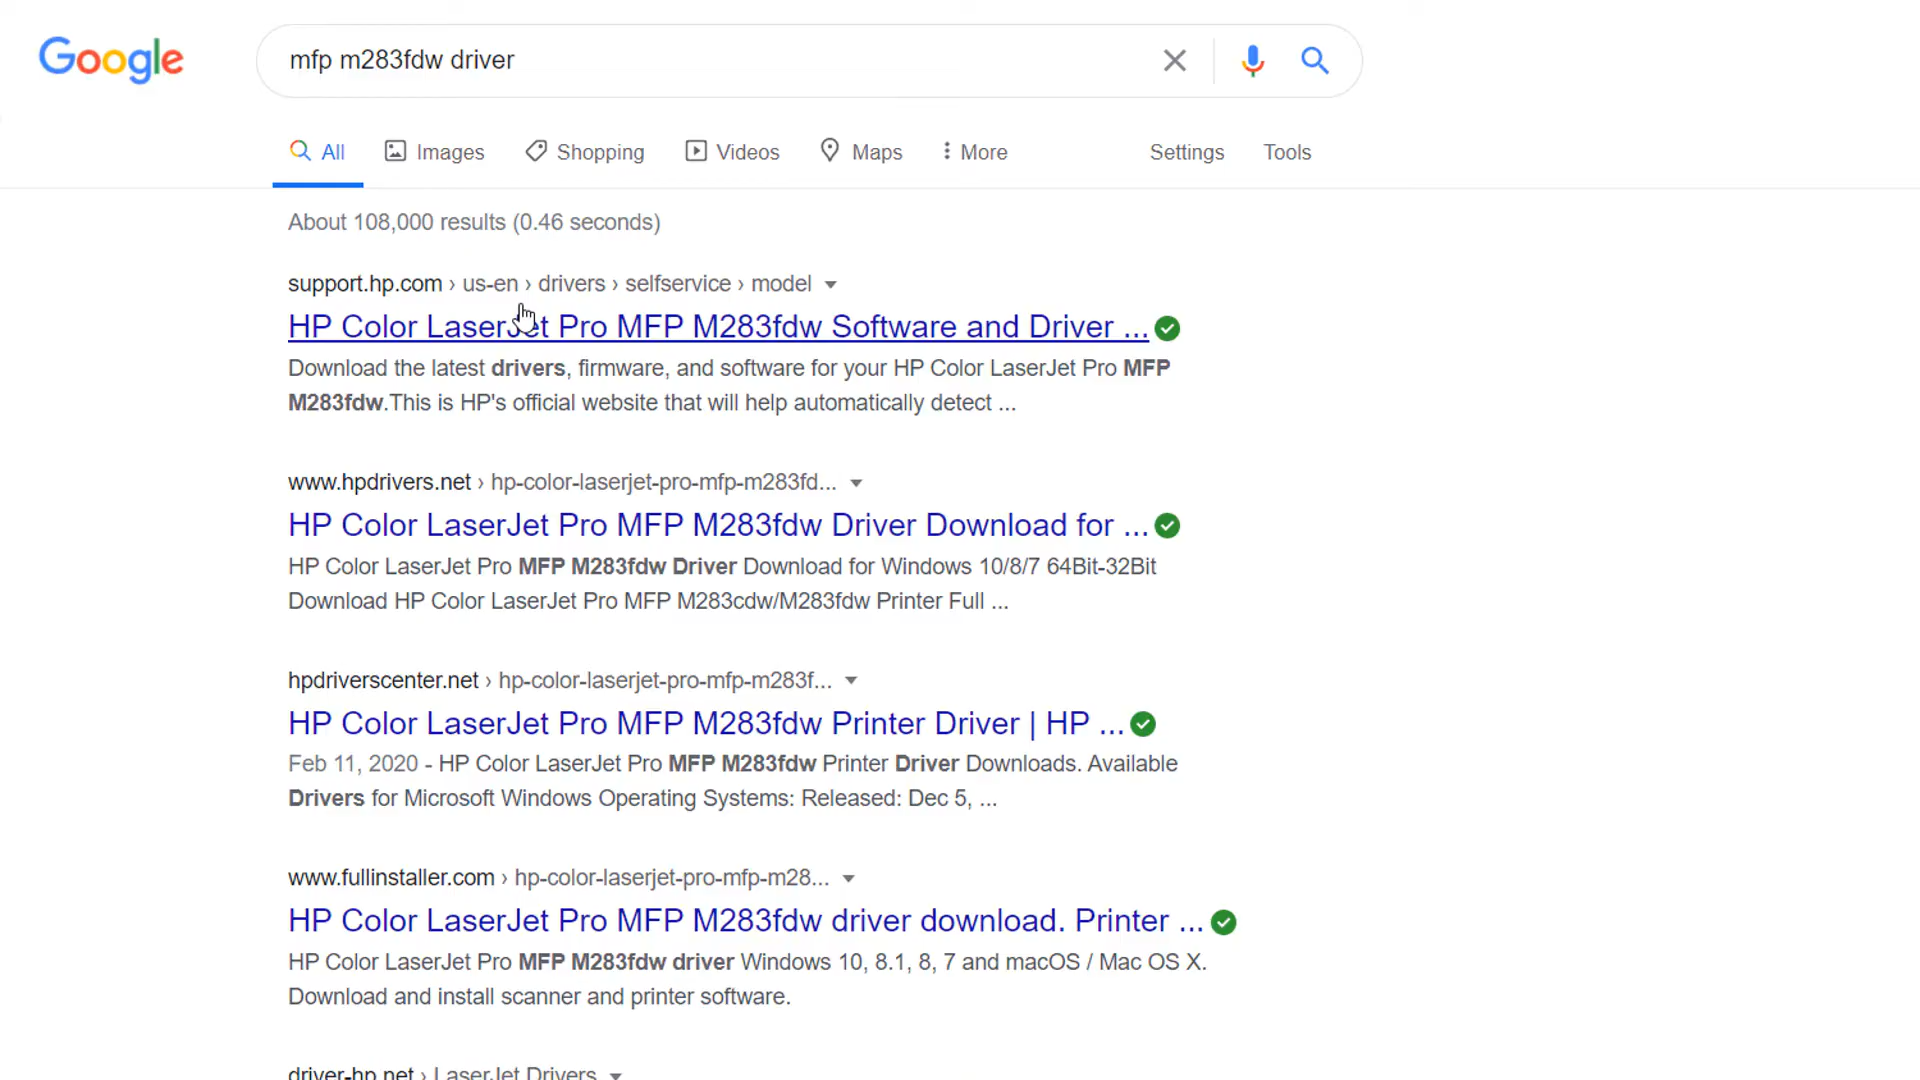 Google
mfp m283fdw driver
All Images Shopping Videos Maps More Settings Tools
About 108,000 results (0.46 seconds)
support.hp.com › us-en › drivers › selfservice › model
HP Color LaserJet Pro MFP M283fdw Software and Driver ...
Download the latest drivers, firmware, and software for your HP Color LaserJet Pro MFP
M283fdw.This is HP's official website that will help automatically detect ...
www.hpdrivers.net › hp-color-laserjet-pro-mfp-m283fd...
HP Color LaserJet Pro MFP M283fdw Driver Download for ...
HP Color LaserJet Pro MFP M283fdw Driver Download for Windows 10/8/7 64Bit-32Bit
Download HP Color LaserJet Pro MFP M283cdw/M283fdw Printer Full ...
hpdriverscenter.net › hp-color-laserjet-pro-mfp-m283f...
HP Color LaserJet Pro MFP M283fdw Printer Driver | HP ...
Feb 11, 2020 - HP Color LaserJet Pro MFP M283fdw Printer Driver Downloads. Available
Drivers for Microsoft Windows Operating Systems: Released: Dec 5, ...
www.fullinstaller.com › hp-color-laserjet-pro-mfp-m28...
HP Color LaserJet Pro MFP M283fdw driver download. Printer ...
HP Color LaserJet Pro MFP M283fdw driver Windows 10, 8.1, 8, 7 and macOS / Mac OS X.
Download and install scanner and printer software.
driver-hp.net › LaserJet Drivers